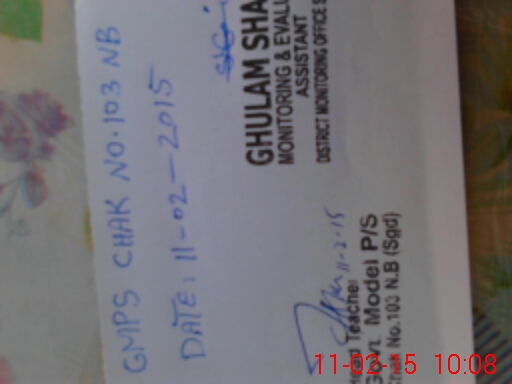 GMPS CHAK NO. 103 NB
DATE: 11-02-2015
GHULAM SHA
MONITORING & EVALU
ASSISTANT
DISTRICT MONITORING OFFICE S
11-2-15
Head Teacher
Govt. Model P/S
No. 103 N.B (Sgd)
11-02-15 10:08